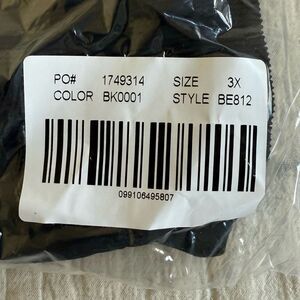 PO# 1749314 SIZE 3X
COLOR BK0001 STYLE BE812
099106495807